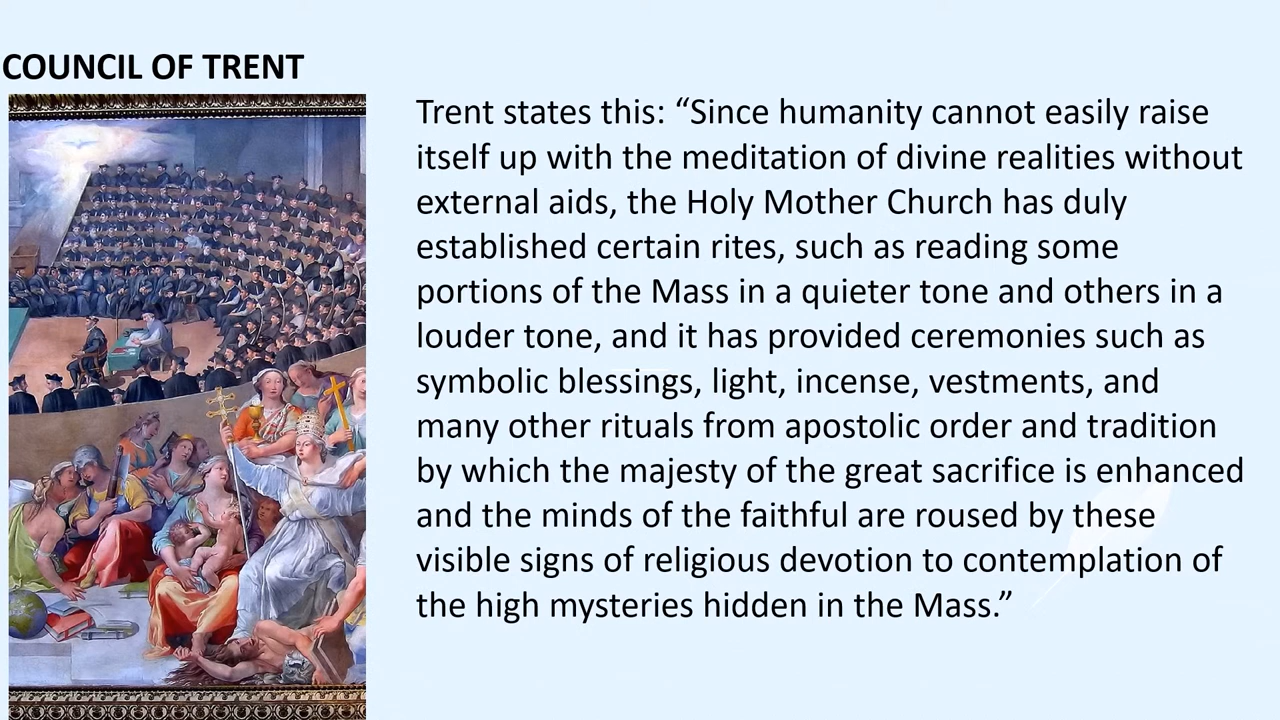 COUNCIL OF TRENT
Trent states this: “Since humanity cannot easily raise
itself up with the meditation of divine realities without
external aids, the Holy Mother Church has duly
established certain rites, such as reading some
portions of the Mass in a quieter tone and others in a
louder tone, and it has provided ceremonies such as
symbolic blessings, light, incense, vestments, and
many other rituals from apostolic order and tradition
by which the majesty of the great sacrifice is enhanced
and the minds of the faithful are roused by these
visible signs of religious devotion to contemplation of
the high mysteries hidden in the Mass.”